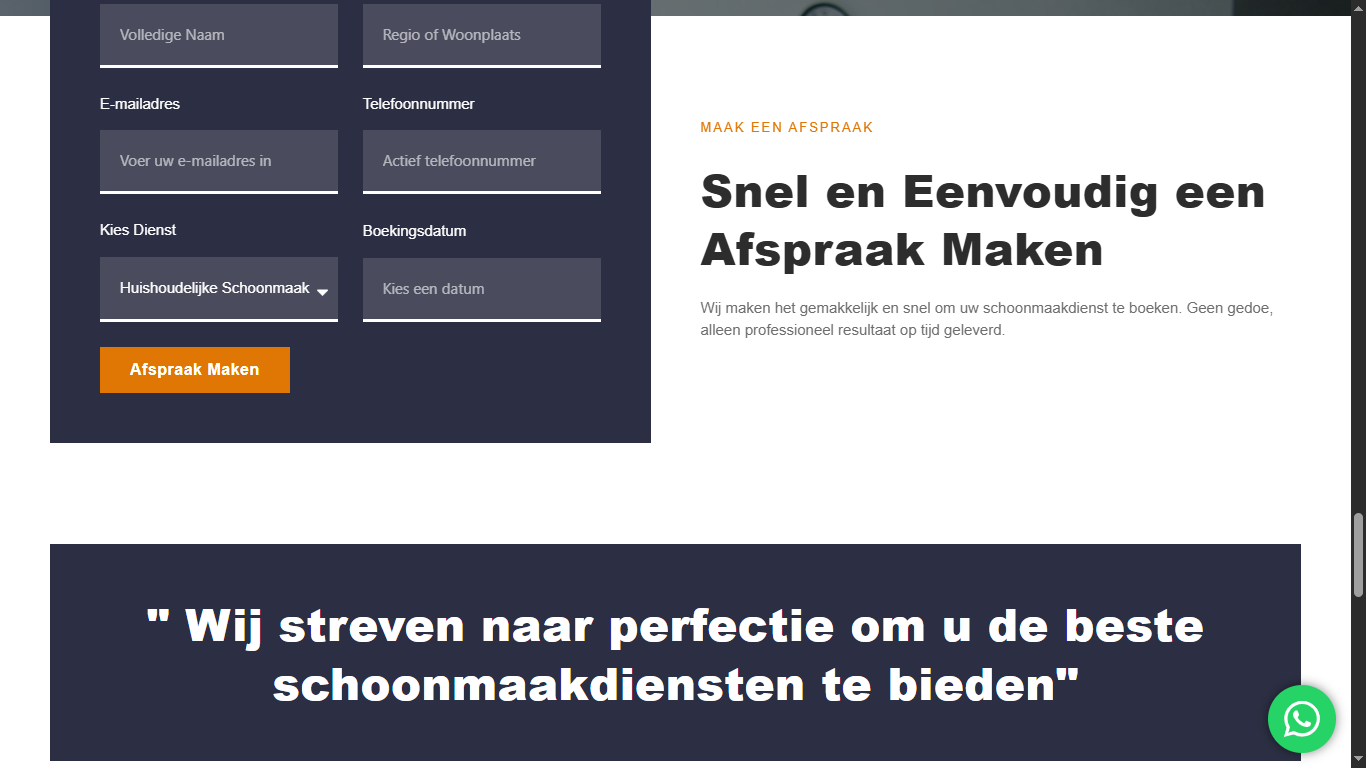 Volledige Naam
Regio of Woonplaats
E-mailadres
Telefoonnummer
Voer uw e-mailadres in
Actief telefoonnummer
Kies Dienst
Boekingsdatum
Huishoudelijke Schoonmaak
Kies een datum
Afspraak Maken
MAAK EEN AFSPRAAK
Snel en Eenvoudig een
Afspraak Maken
Wij maken het gemakkelijk en snel om uw schoonmaakdienst te boeken. Geen gedoe,
alleen professioneel resultaat op tijd geleverd.
" Wij streven naar perfectie om u de beste
schoonmaakdiensten te bieden"